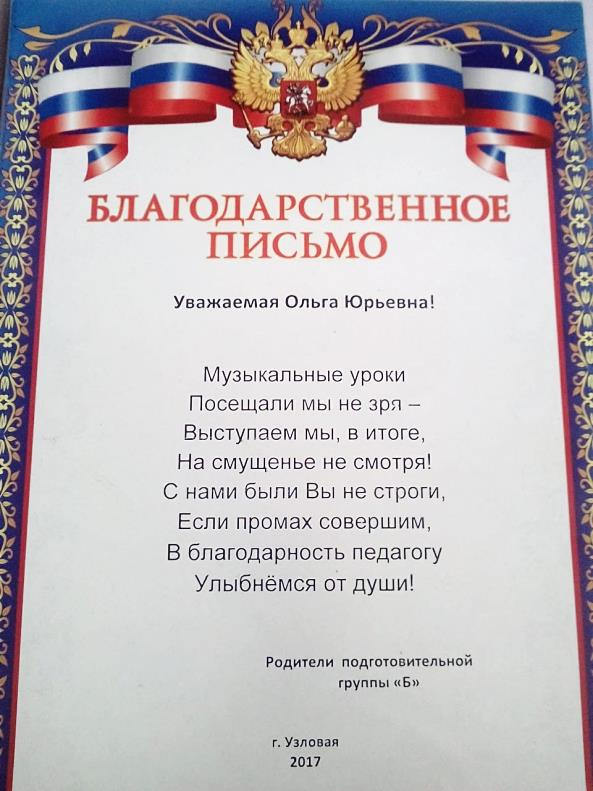 БЛАГОДАРСТВЕННОЕ
ПИСЬМО
Уважаемая Ольга Юрьевна!
Музыкальные уроки
Посещали мы не зря –
Выступаем мы, в итоге,
На смущенье не смотря!
С нами были Вы не строги,
Если промах совершим,
В благодарность педагогу
Улыбнёмся от души!
Родители подготовительной
группы «Б»
г. Узловая
2017